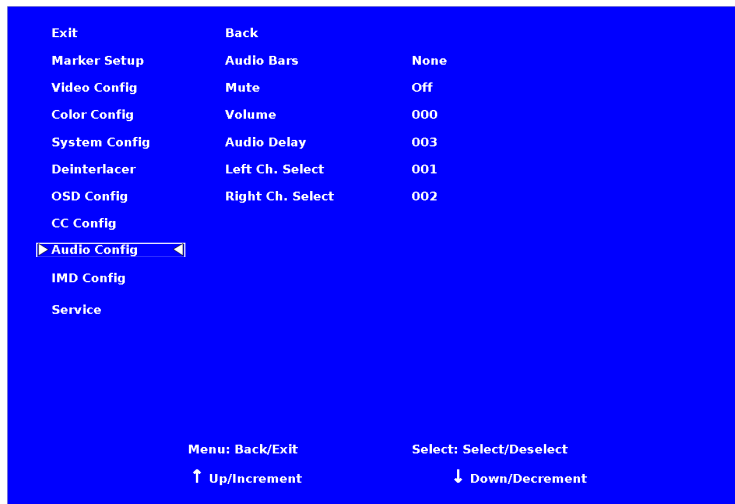 Exit Back
Marker Setup Audio Bars None
Video Config Mute Off
Color Config Volume 000
System Config Audio Delay 003
Deinterlacer Left Ch. Select 001
OSD Config Right Ch. Select 002
CC Config
Audio Config
IMD Config
Service
Menu: Back/Exit Select: Select/Deselect
↑ Up/Increment ↓ Down/Decrement